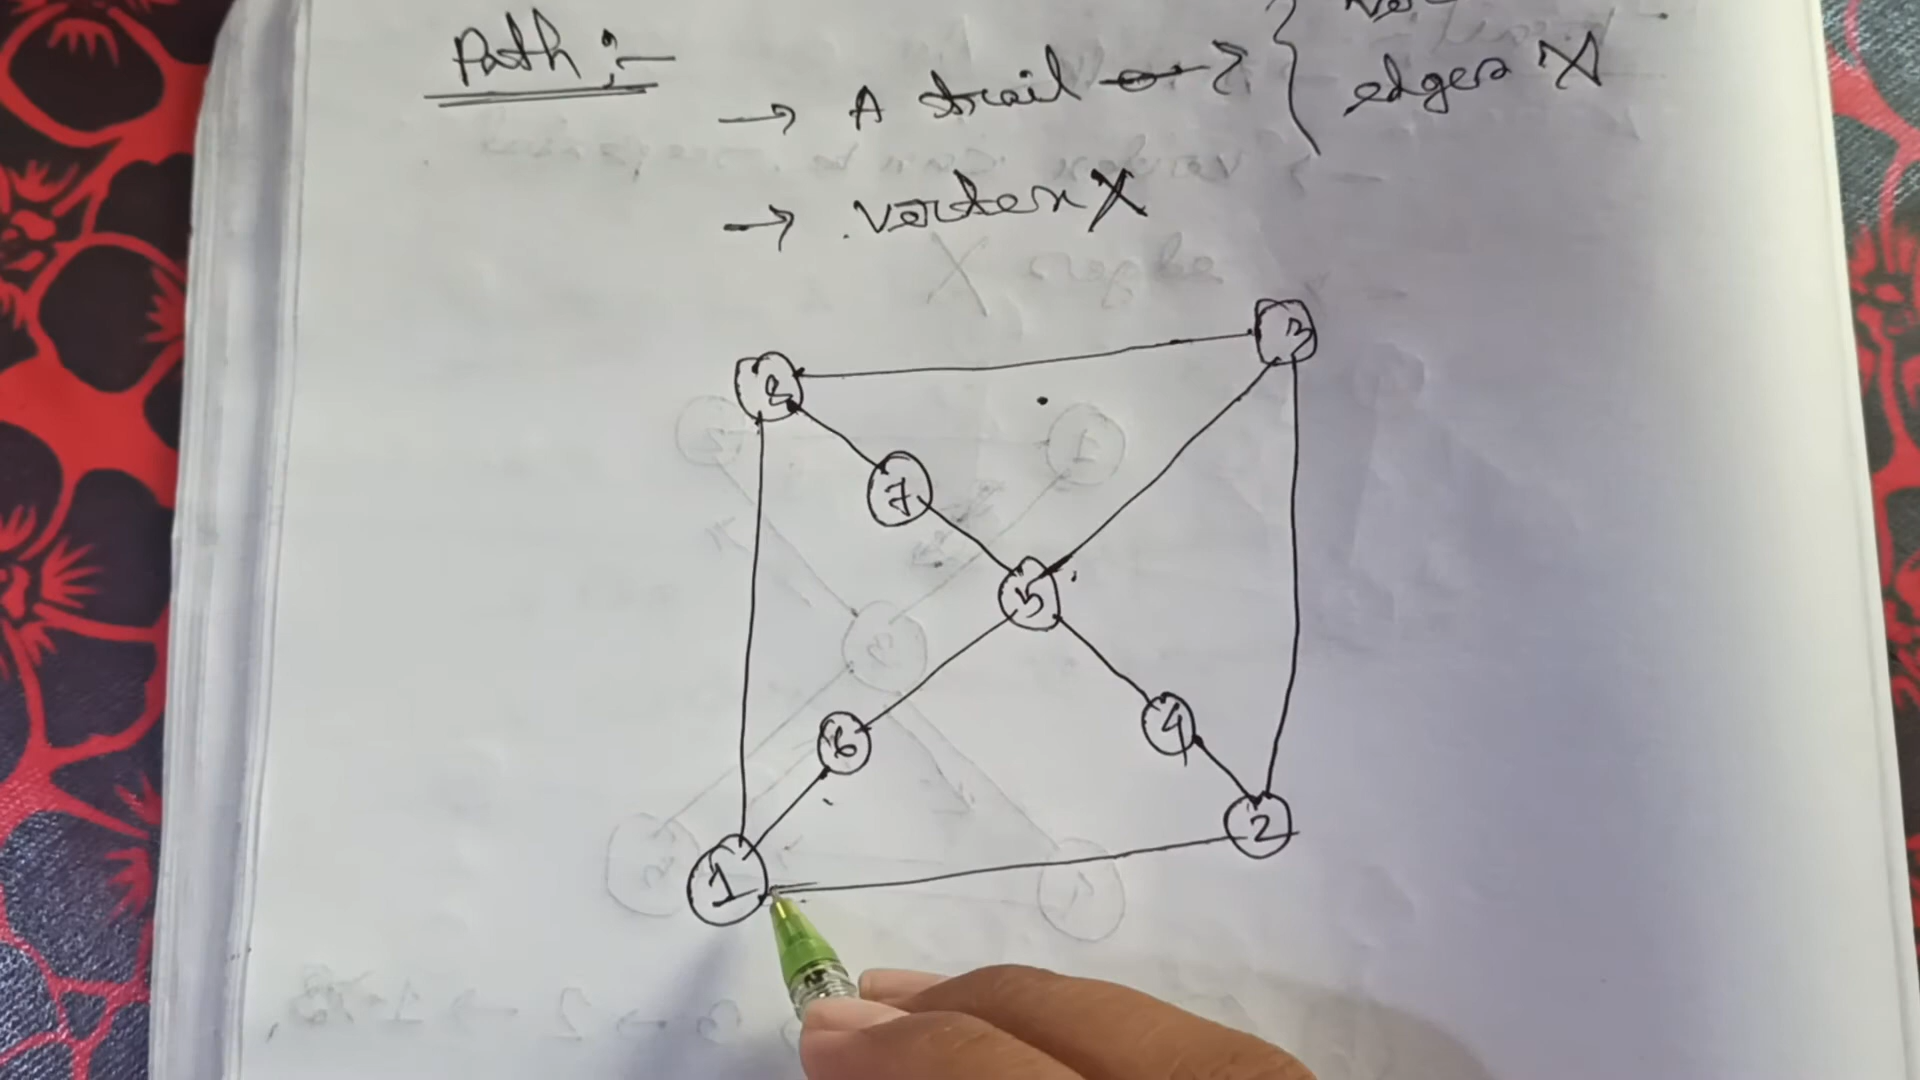 Path :-
→ A trail → {
edges X
→ vertex X
8
3
7
5
6
4
1
2